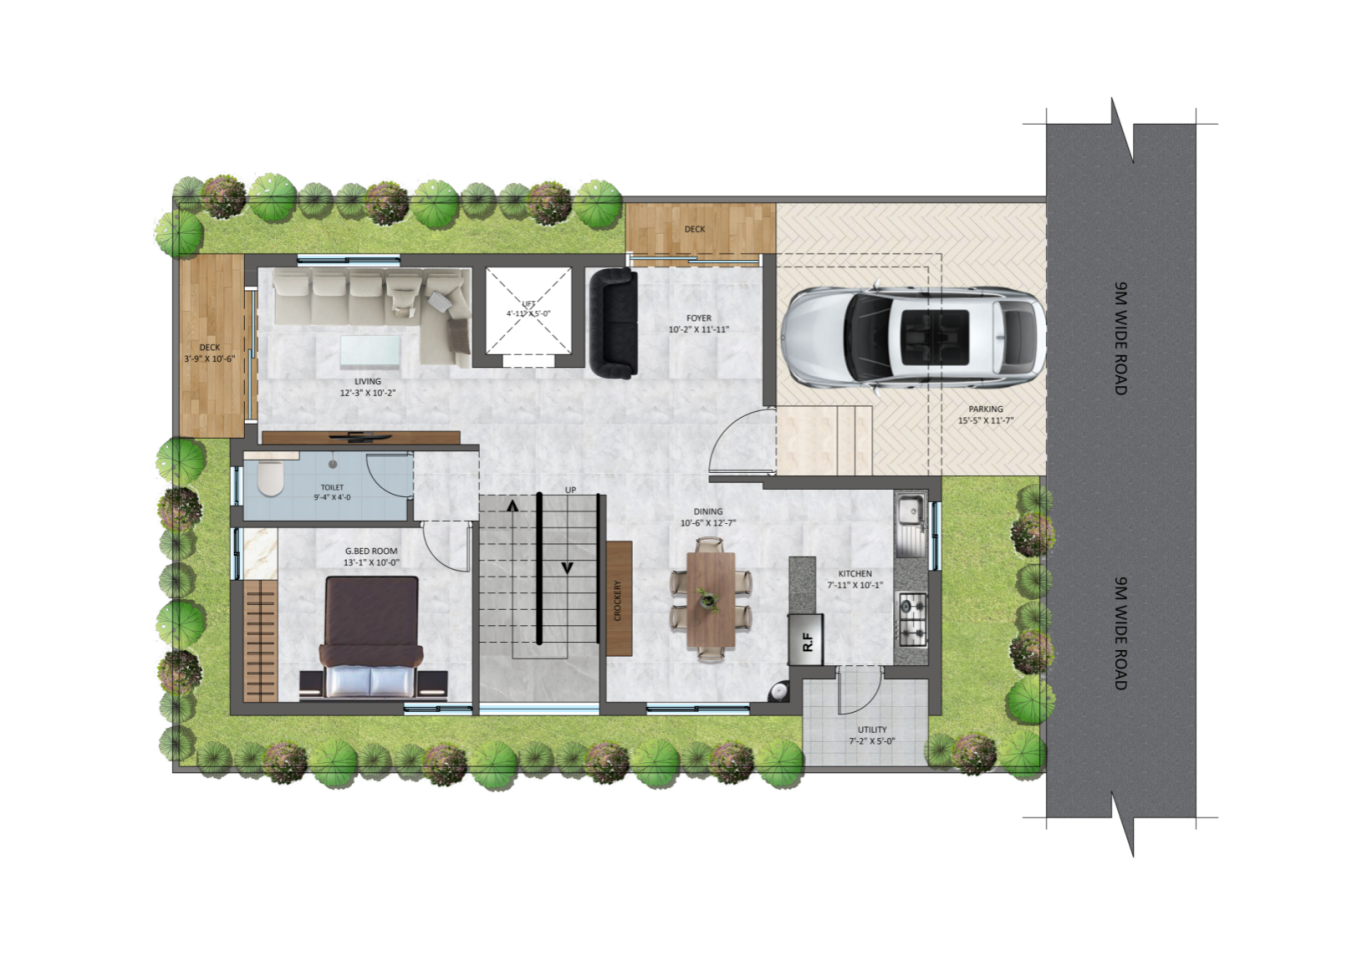 DECK
9M WIDE ROAD
LIFT
4'-11" X 5'-0"
FOYER
10'-2" X 11'-11"
DECK
3'-9" X 10'-6"
LIVING
12'-3" X 10'-2"
PARKING
15'-5" X 11'-7"
TOILET
9'-4" X 4'-0
UP
DINING
10'-6" X 12'-7"
G.BED ROOM
13'-1" X 10'-0"
KITCHEN
7'-11" X 10'-1"
CROCKERY
R.F
9M WIDE ROAD
UTILITY
7'-2" X 5'-0"